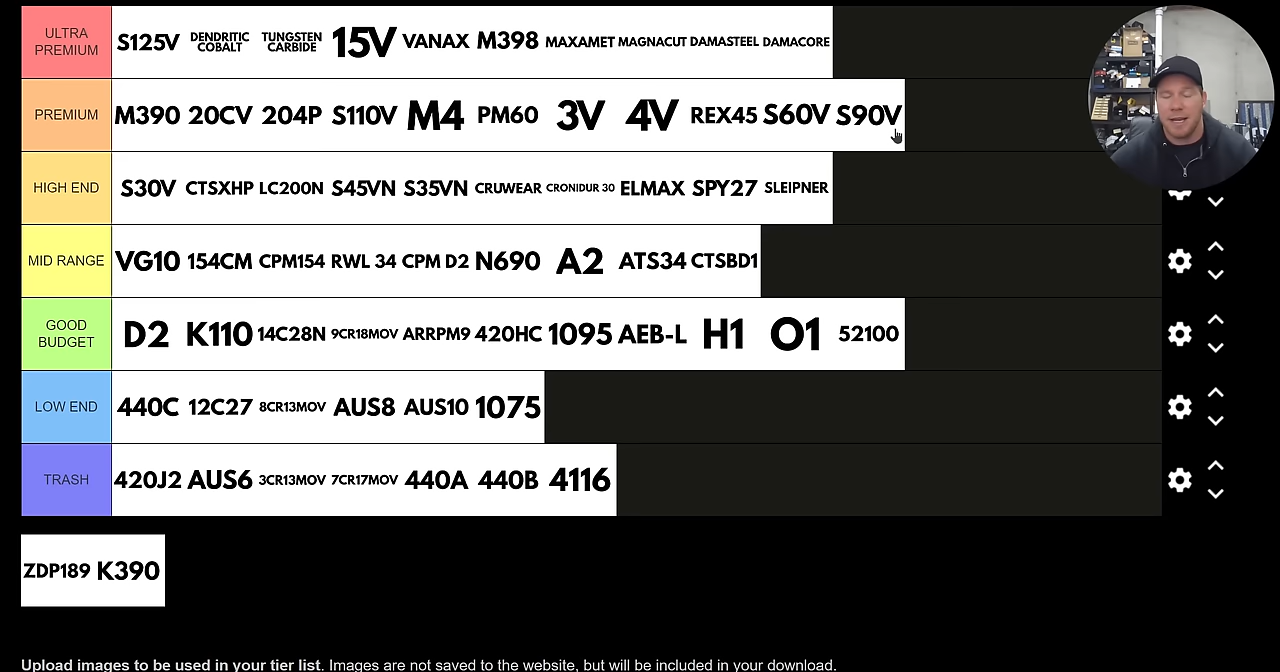 ULTRA PREMIUM S125V DENDRITIC COBALT TUNGSTEN CARBIDE 15V VANAX M398 MAXAMET MAGNACUT DAMASTEEL DAMACORE
PREMIUM M390 20CV 204P S110V M4 PM60 3V 4V REX45 S60V S90V
HIGH END S30V CTSXHP LC200N S45VN S35VN CRUWEAR CRONIDUR 30 ELMAX SPY27 SLEIPNER
MID RANGE VG10 154CM CPM154 RWL 34 CPM D2 N690 A2 ATS34 CTSBD1
GOOD BUDGET D2 K110 14C28N 9CR18MOV ARRPM9 420HC 1095 AEB-L H1 O1 52100
LOW END 440C 12C27 8CR13MOV AUS8 AUS10 1075
TRASH 420J2 AUS6 3CR13MOV 7CR17MOV 440A 440B 4116
ZDP189 K390
Upload images to be used in your tier list. Images are not saved to the website, but will be included in your download.